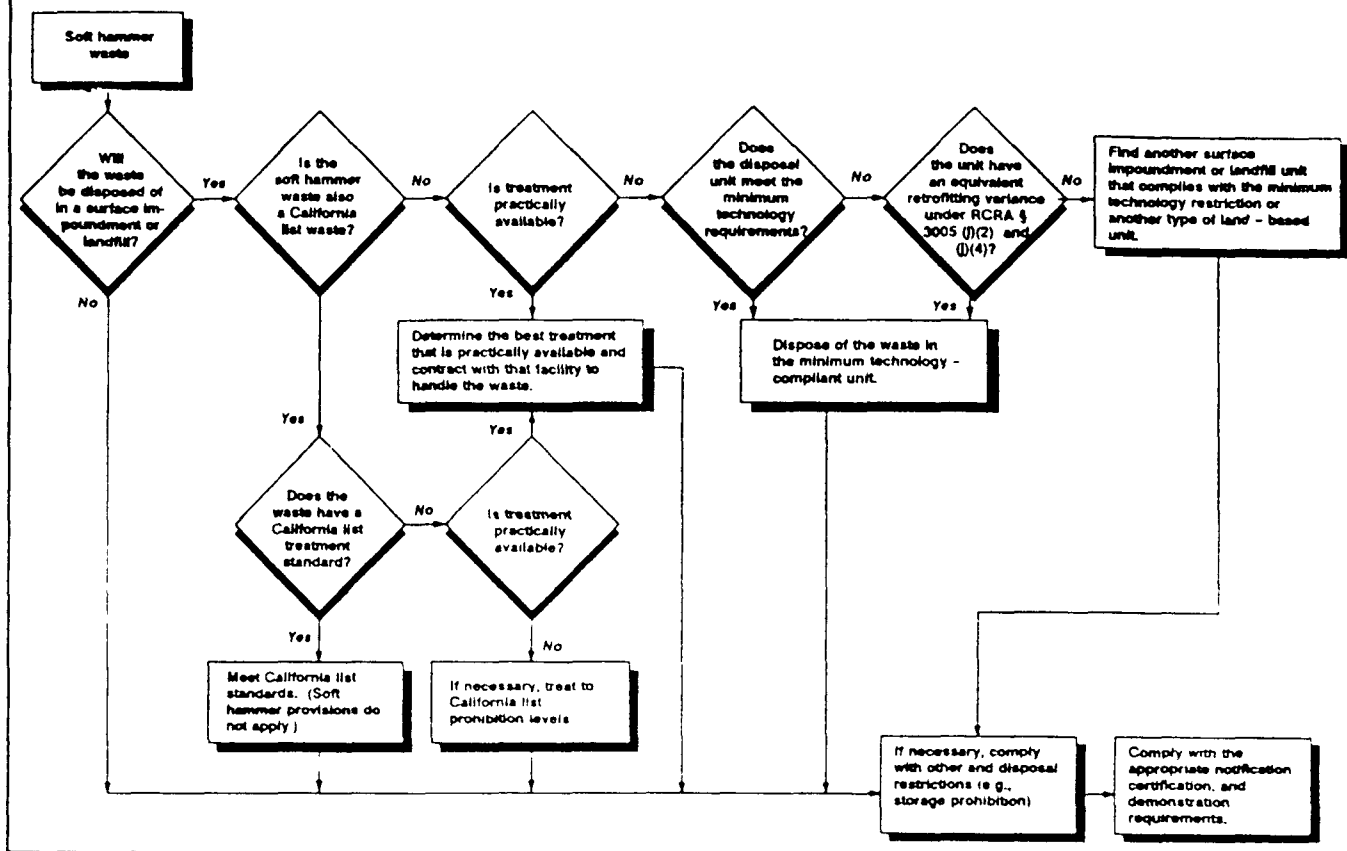 Soft hammer
waste
Will
the waste
be disposed of
in a surface im-
poundment or
landfill?
Yes
No
Is the
soft hammer
waste also
a California
list waste?
No
Yes
Is treatment
practically
available?
No
Yes
Does
the disposal
unit meet the
minimum
technology
requirements?
No
Yes
Does
the unit have
an equivalent
retrofitting variance
under RCRA §
3005 (j)(2) and
(j)(4)?
No
Yes
Find another surface
impoundment or landfill unit
that complies with the minimum
technology restriction or
another type of land - based
unit.
Determine the best treatment
that is practically available and
contract with that facility to
handle the waste.
Dispose of the waste in
the minimum technology -
compliant unit.
Yes
Does the
waste have a
California list
treatment
standard?
No
Yes
Is treatment
practically
available?
No
Meet California list
standards. (Soft
hammer provisions do
not apply.)
If necessary, treat to
California list
prohibition levels
If necessary, comply
with other and disposal
restrictions (e.g.,
storage prohibition)
Comply with the
appropriate notification
certification, and
demonstration
requirements.